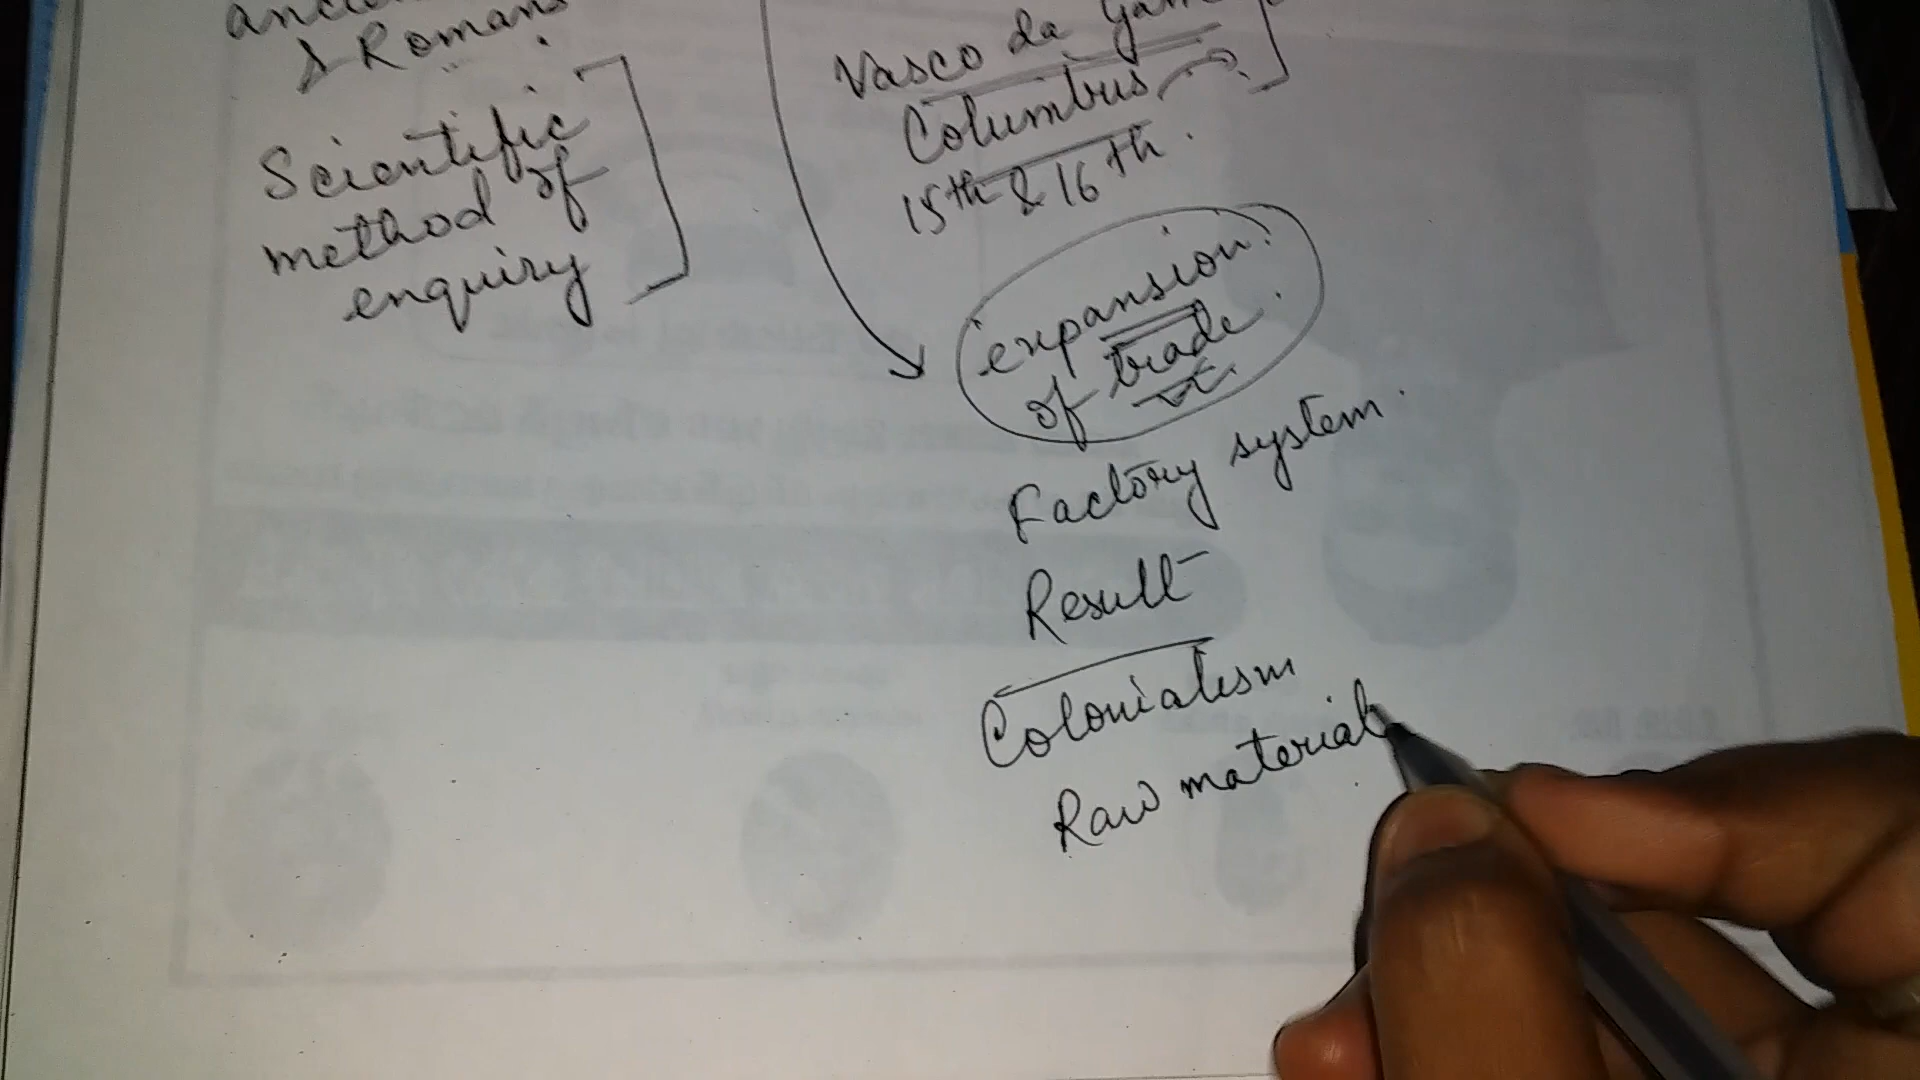 & Romans
Scientific
method of
enquiry
Vasco da Gam
Columbus
15th & 16th.
expansion
of trade.
Factory system.
Result
Colonialism
Raw material